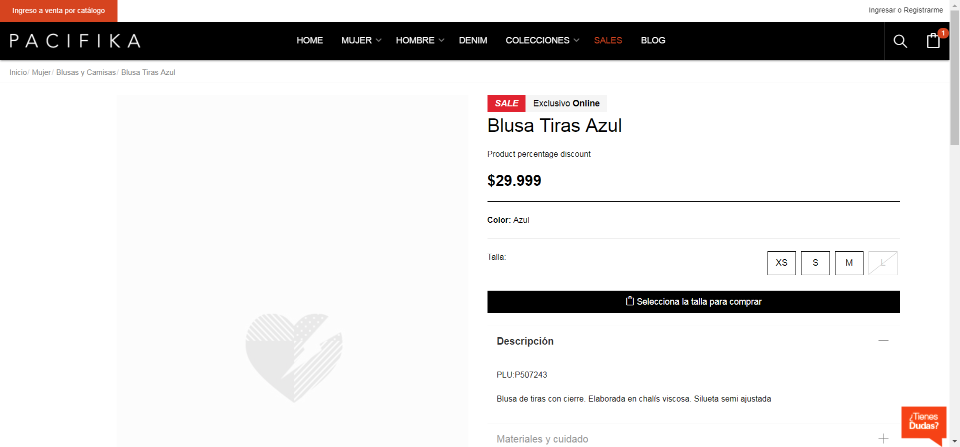 Ingreso a venta por catálogo
Ingresar o Registrarme
PACIFIKA
HOME MUJER HOMBRE DENIM COLECCIONES SALES BLOG
1
Inicio/ Mujer/ Blusas y Camisas/ Blusa Tiras Azul
SALE Exclusivo Online
Blusa Tiras Azul
Product percentage discount
$29.999
Color: Azul
Talla:
XS S M L
Selecciona la talla para comprar
Descripción
PLU:P507243
Blusa de tiras con cierre. Elaborada en chalís viscosa. Silueta semi ajustada
¿Tienes
Dudas?
Materiales y cuidado